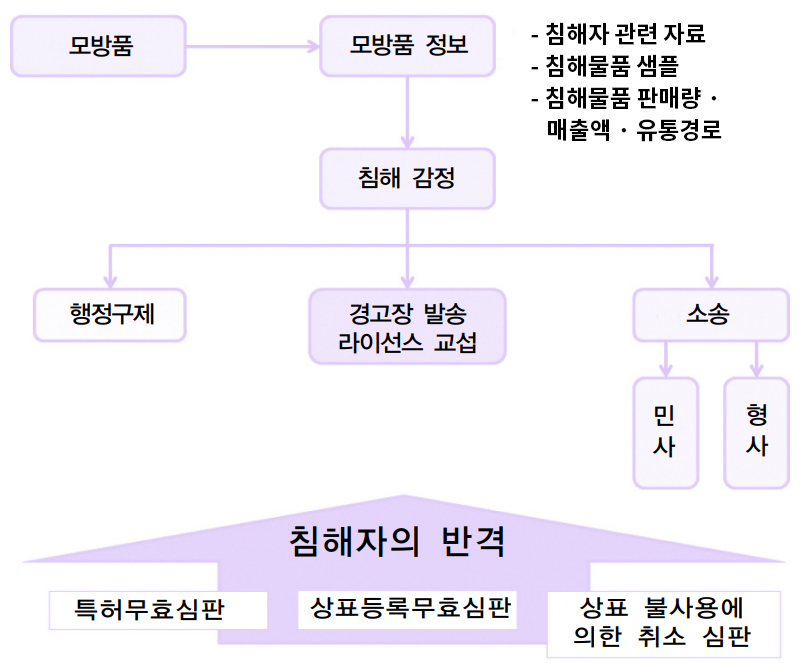 모방품
모방품 정보
- 침해자 관련 자료
- 침해물품 샘플
- 침해물품 판매량 ·
매출액 · 유통경로
침해 감정
행정구제
경고장 발송
라이선스 교섭
소송
민
사
형
사
침해자의 반격
특허무효심판
상표등록무효심판
상표 불사용에
의한 취소 심판